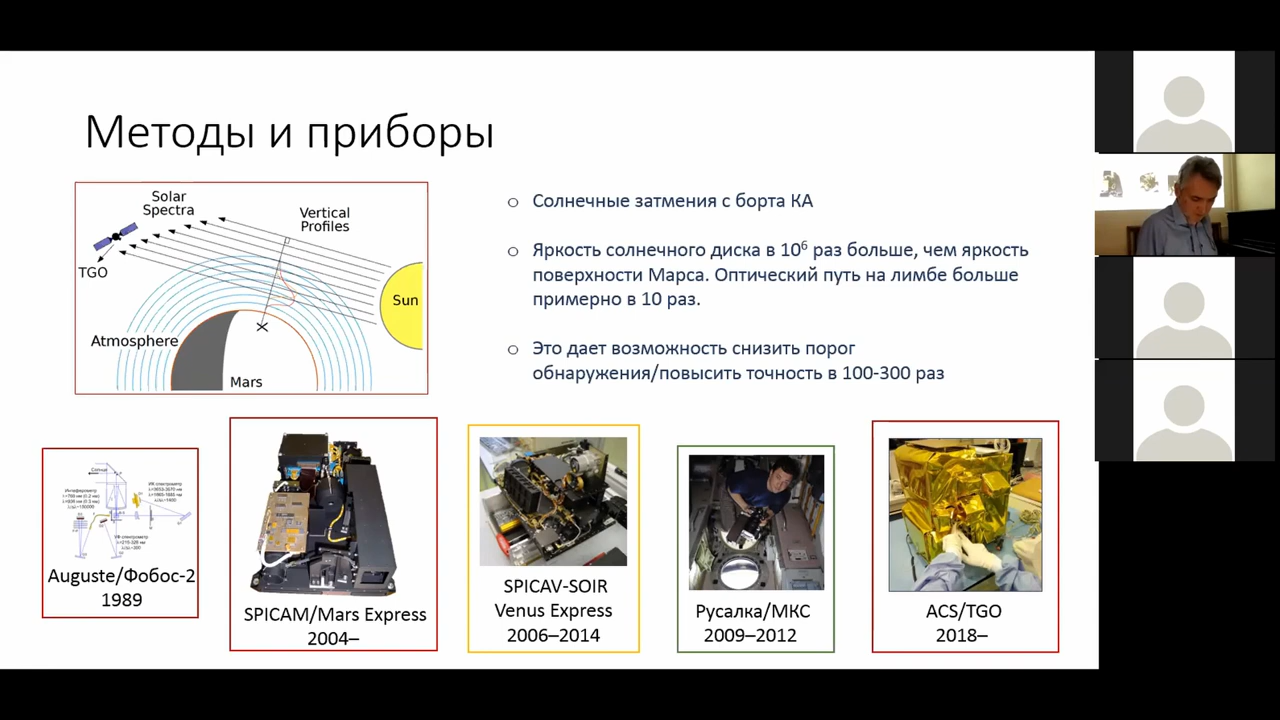 Методы и приборы
Solar
Spectra
Vertical
Profiles
TGO
Sun
Atmosphere
Mars
o Солнечные затмения с борта КА
o Яркость солнечного диска в 10⁶ раз больше, чем яркость
поверхности Марса. Оптический путь на лимбе больше
примерно в 10 раз.
o Это дает возможность снизить порог
обнаружения/повысить точность в 100-300 раз
Auguste/Фобос-2
1989
SPICAM/Mars Express
2004–
SPICAV-SOIR
Venus Express
2006–2014
Русалка/МКС
2009–2012
ACS/TGO
2018–